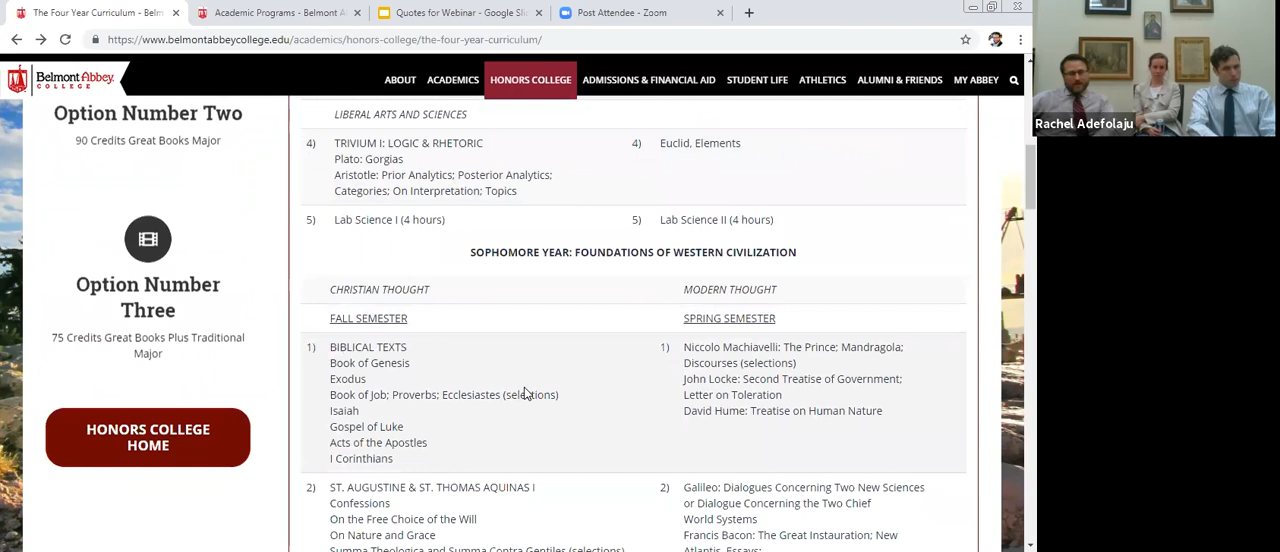 The Four Year Curriculum - Belm
Academic Programs - Belmont A
Quotes for Webinar - Google Sli
Post Attendee - Zoom
https://www.belmontabbeycollege.edu/academics/honors-college/the-four-year-curriculum/
Belmont Abbey
COLLEGE
ABOUT
ACADEMICS
HONORS COLLEGE
ADMISSIONS & FINANCIAL AID
STUDENT LIFE
ATHLETICS
ALUMNI & FRIENDS
MY ABBEY
Rachel Adefolaju
Option Number Two
90 Credits Great Books Major
Option Number
Three
75 Credits Great Books Plus Traditional
Major
HONORS COLLEGE
HOME
LIBERAL ARTS AND SCIENCES
4) TRIVIUM I: LOGIC & RHETORIC
Plato: Gorgias
Aristotle: Prior Analytics; Posterior Analytics;
Categories; On Interpretation; Topics
4) Euclid, Elements
5) Lab Science I (4 hours)
5) Lab Science II (4 hours)
SOPHOMORE YEAR: FOUNDATIONS OF WESTERN CIVILIZATION
CHRISTIAN THOUGHT
MODERN THOUGHT
FALL SEMESTER
SPRING SEMESTER
1) BIBLICAL TEXTS
Book of Genesis
Exodus
Book of Job; Proverbs; Ecclesiastes (selections)
Isaiah
Gospel of Luke
Acts of the Apostles
I Corinthians
1) Niccolo Machiavelli: The Prince; Mandragola;
Discourses (selections)
John Locke: Second Treatise of Government;
Letter on Toleration
David Hume: Treatise on Human Nature
2) ST. AUGUSTINE & ST. THOMAS AQUINAS I
Confessions
On the Free Choice of the Will
On Nature and Grace
Summa Theologica and Summa Contra Gentiles (selections)
2) Galileo: Dialogues Concerning Two New Sciences
or Dialogue Concerning the Two Chief
World Systems
Francis Bacon: The Great Instauration; New
Atlantis, Essays;